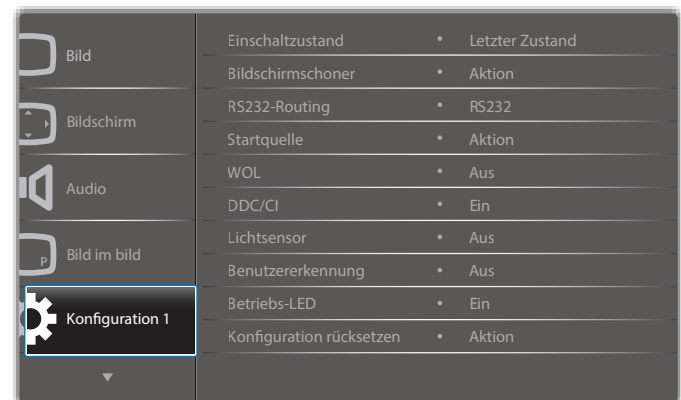 Bild
Bildschirm
Audio
Bild im bild
P
Konfiguration 1
Einschaltzustand • Letzter Zustand
Bildschirmschoner • Aktion
RS232-Routing • RS232
Startquelle • Aktion
WOL • Aus
DDC/CI • Ein
Lichtsensor • Aus
Benutzererkennung • Aus
Betriebs-LED • Ein
Konfiguration rücksetzen • Aktion